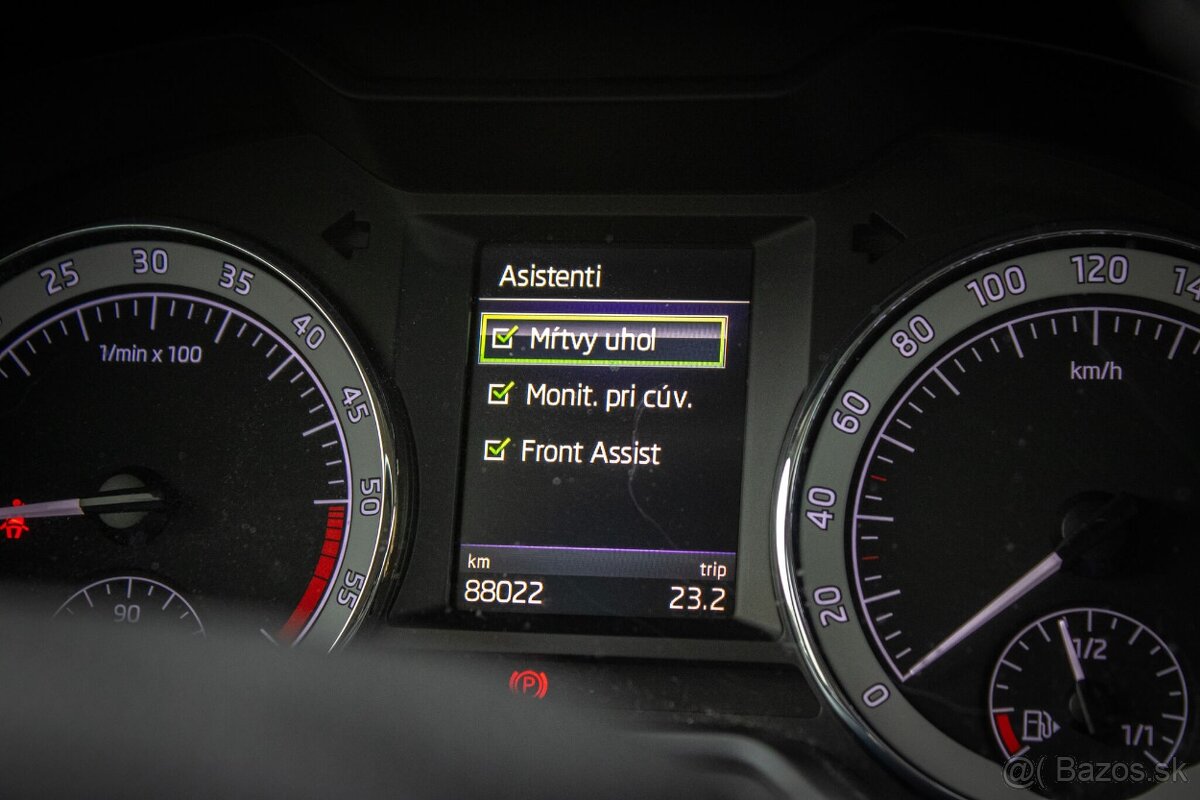 25 30 35 40 45 50 55
1/min x 100
90
Asistenti
Mŕtvy uhol
Monit. pri cúv.
Front Assist
km trip
88022 23.2
P
0 20 40 60 80 100 120
km/h
1/2
1/1
@( Bazos.sk